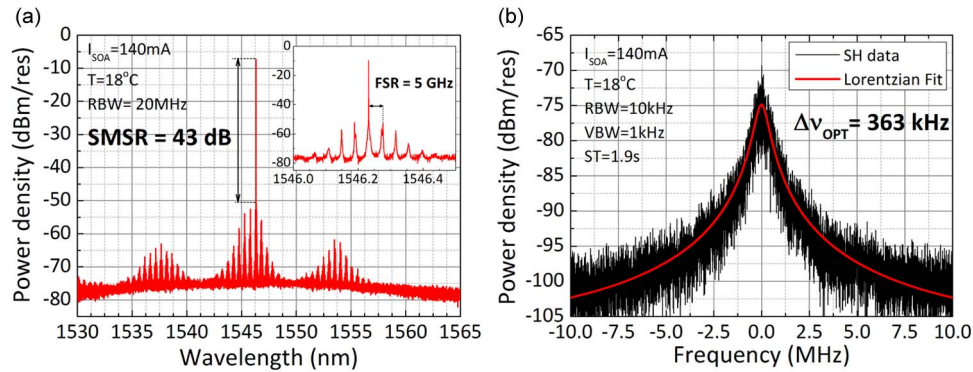 (a)
Power density (dBm/res)
0
-10
-20
-30
-40
-50
-60
-70
-80
I_SOA=140mA
T=18°C
RBW= 20MHz
SMSR = 43 dB
0
-20
-40
-60
-80
FSR = 5 GHz
1546.0 1546.2 1546.4
1530 1535 1540 1545 1550 1555 1560 1565
Wavelength (nm)
(b)
Power density (dBm/res)
-65
-70
-75
-80
-85
-90
-95
-100
-105
I_SOA=140mA
T=18°C
RBW=10kHz
VBW=1kHz
ST=1.9s
SH data
Lorentzian Fit
Δν_OPT= 363 kHz
-10.0 -7.5 -5.0 -2.5 0.0 2.5 5.0 7.5 10.0
Frequency (MHz)